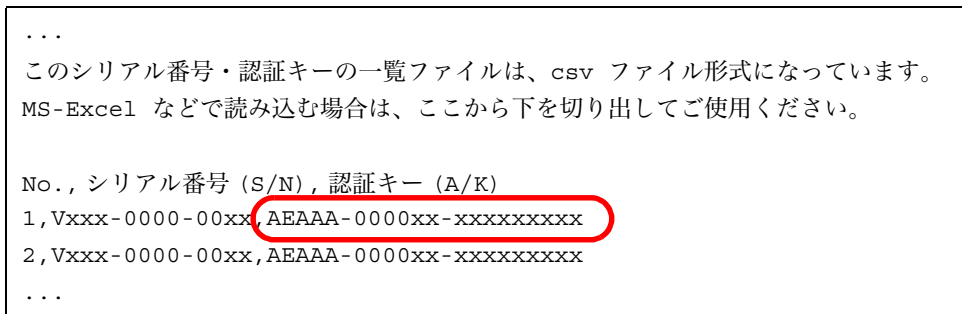 ...
このシリアル番号・認証キーの一覧ファイルは、csv ファイル形式になっています。
MS-Excel などで読み込む場合は、ここから下を切り出してご使用ください。
No.,シリアル番号(S/N),認証キー(A/K)
1,Vxxx-0000-00xx,AEAAA-0000xx-xxxxxxxxx
2,Vxxx-0000-00xx,AEAAA-0000xx-xxxxxxxxx
...